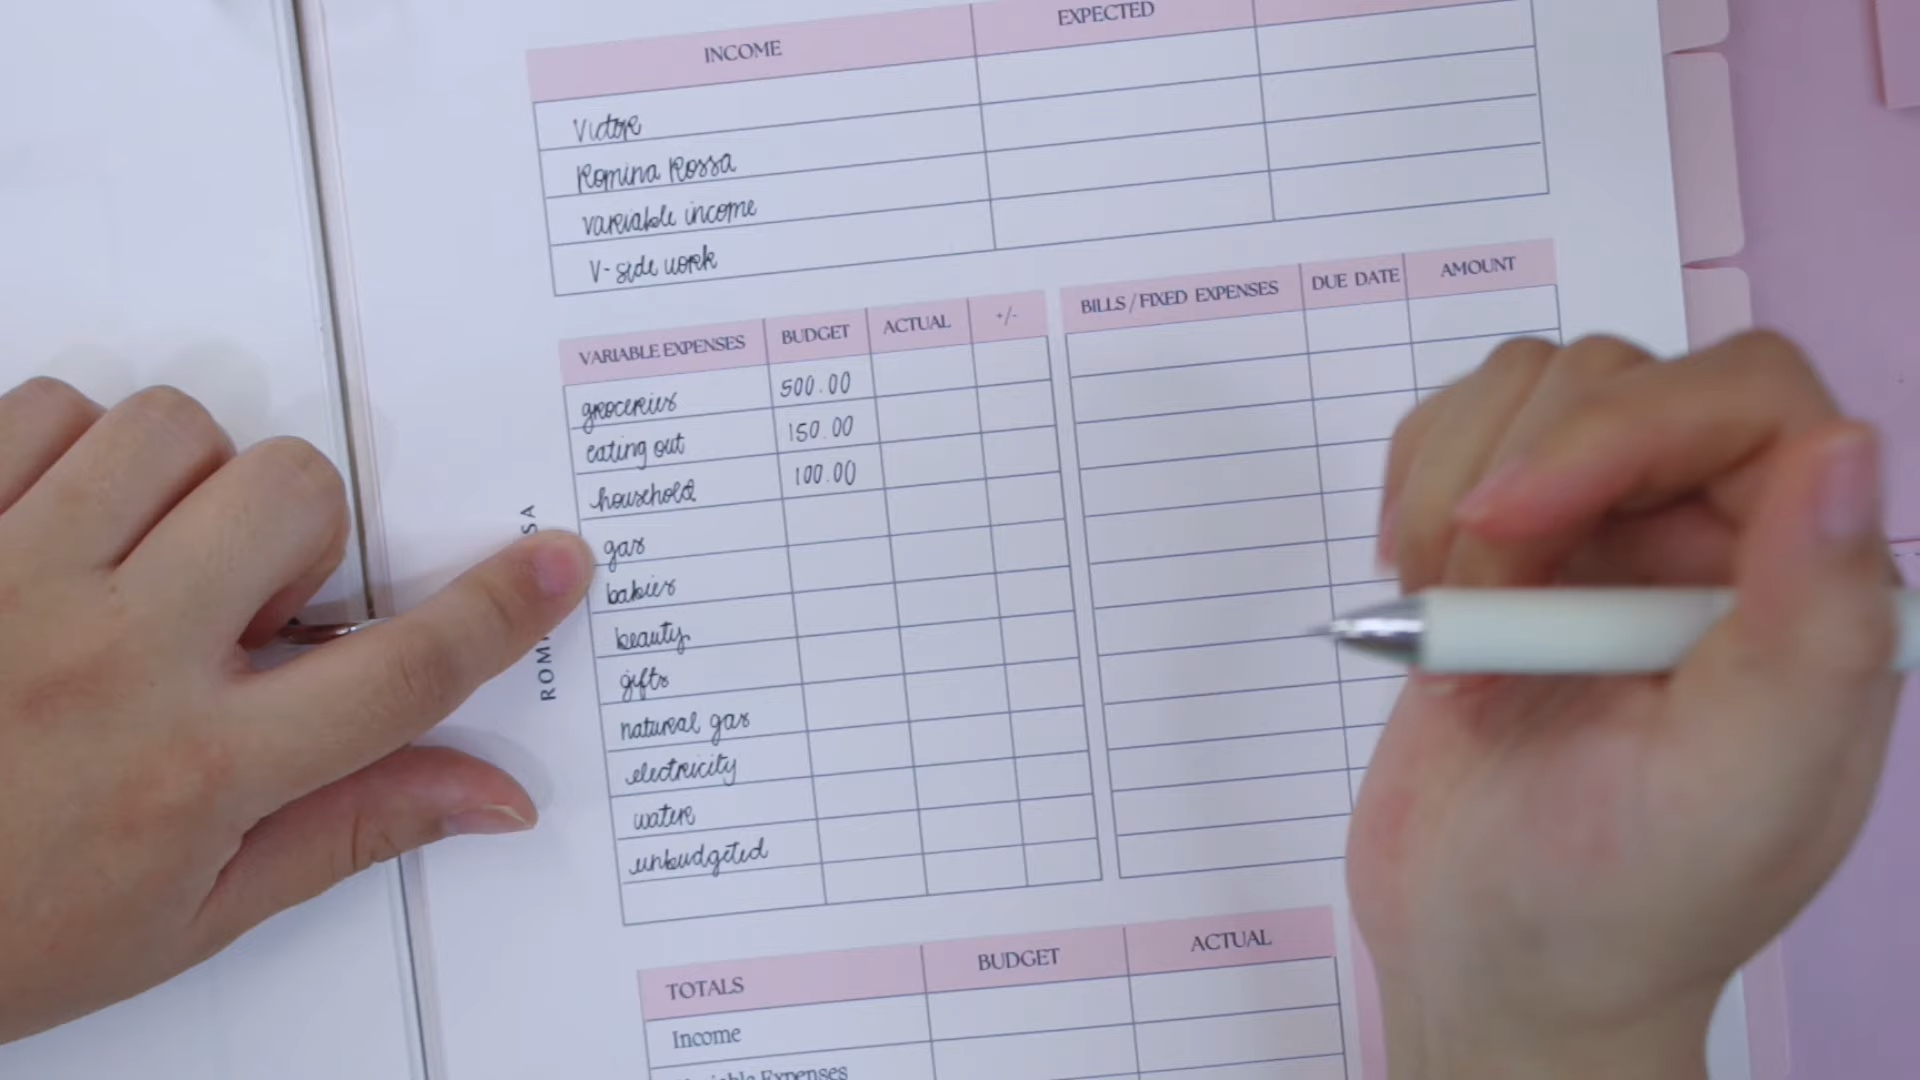 INCOME EXPECTED
Victor
Romina Rossa
variable income
V-side work
VARIABLE EXPENSES BUDGET ACTUAL +/-
groceries 500.00
eating out 150.00
household 100.00
gas
babies
beauty
gifts
natural gas
electricity
water
unbudgeted
BILLS / FIXED EXPENSES DUE DATE AMOUNT
TOTALS BUDGET ACTUAL
Income
Expenses